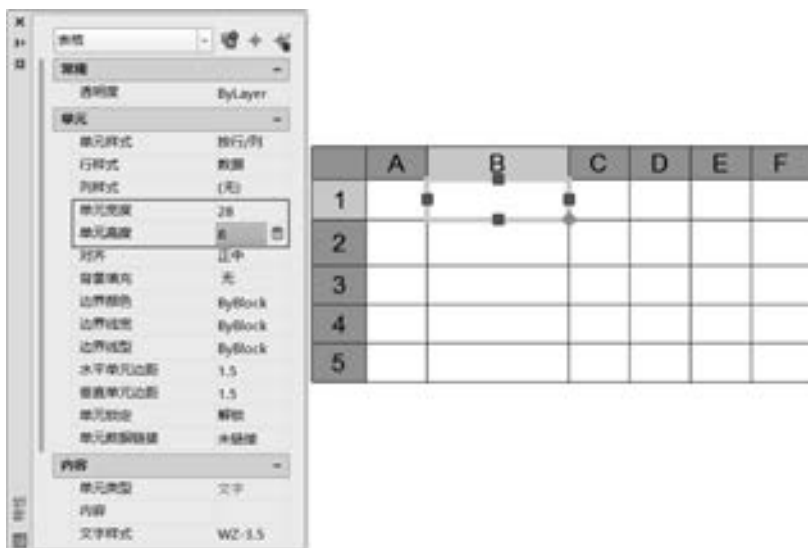 表格
常规
透明度 ByLayer
单元
单元样式 按行/列
行样式 数据
列样式 (无)
单元宽度 28
单元高度 8
对齐 正中
背景填充 无
边界颜色 ByBlock
边界线宽 ByBlock
边界线型 ByBlock
水平单元边距 1.5
垂直单元边距 1.5
单元锁定 解锁
单元数据链接 未链接
内容
单元类型 文字
内容
文字样式 WZ-3.5
特性
A B C D E F
1
2
3
4
5